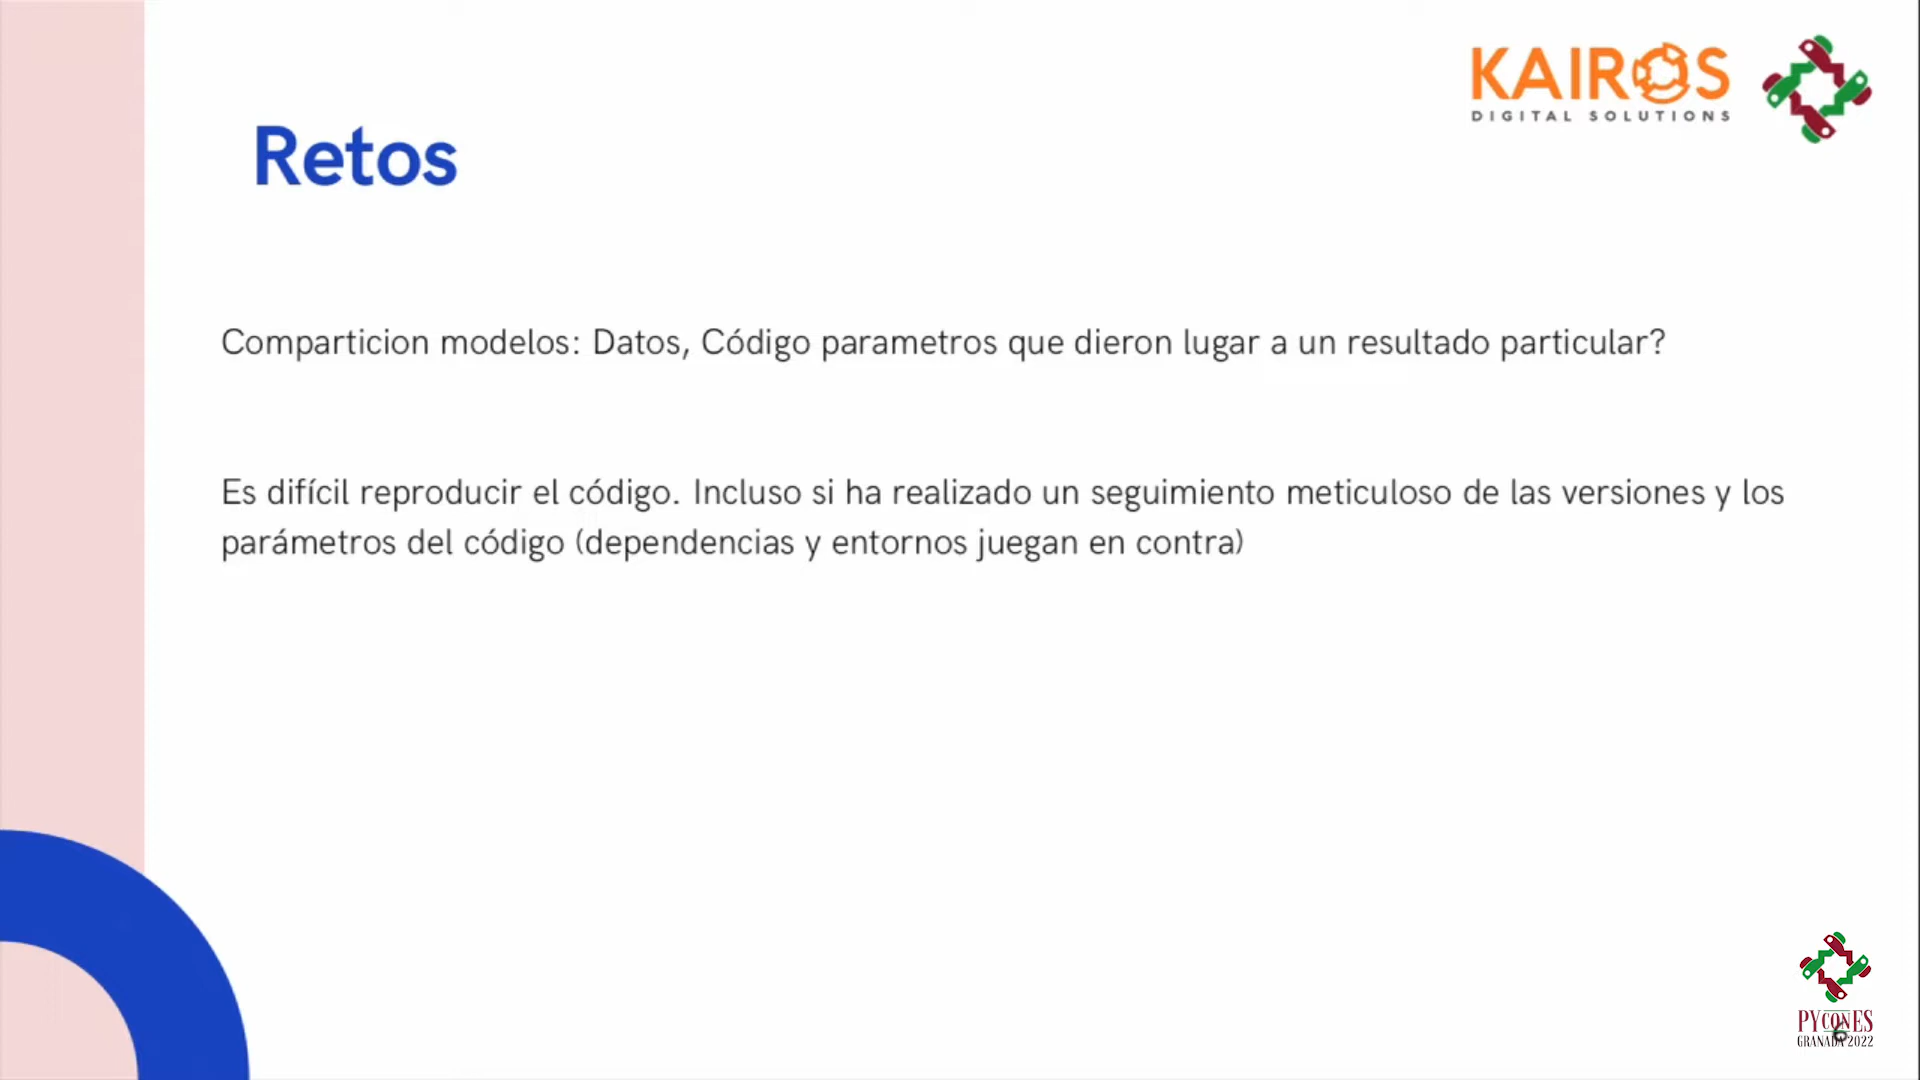 KAIROS
DIGITAL SOLUTIONS
Retos
Comparticion modelos: Datos, Código parametros que dieron lugar a un resultado particular?
Es difícil reproducir el código. Incluso si ha realizado un seguimiento meticuloso de las versiones y los
parámetros del código (dependencias y entornos juegan en contra)
PYCONES
GRANADA 2022